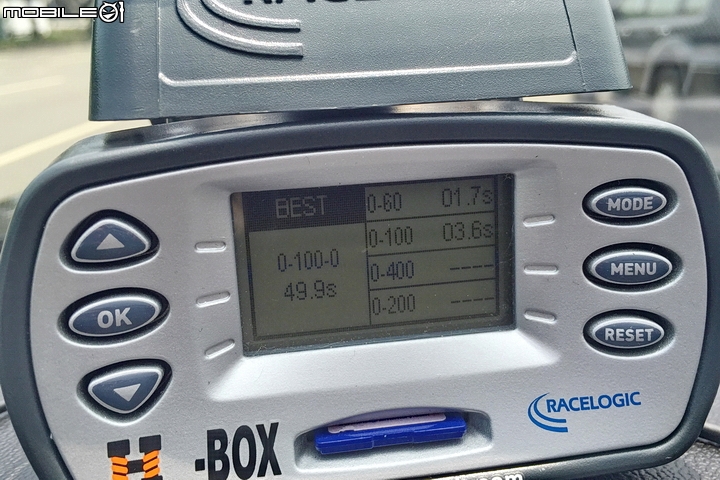 MOBILE01
BEST
0-100-0
49.9s
0-60 01.7s
0-100 03.6s
0-400 ----
0-200 ----
OK
MODE
MENU
RESET
RACELOGIC
-BOX